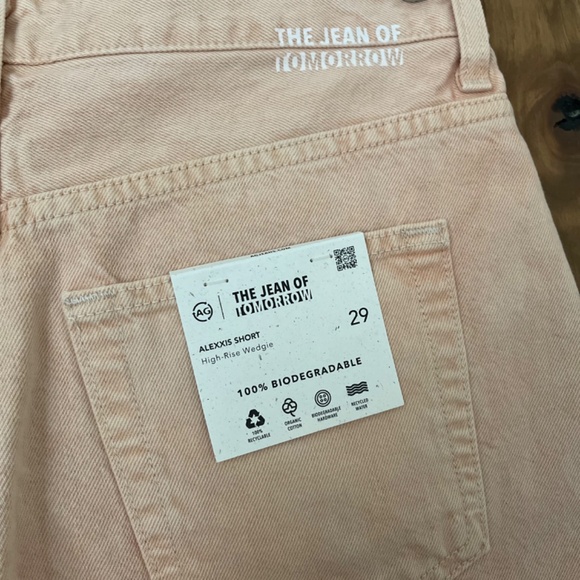 THE JEAN OF
TOMORROW
AG
THE JEAN OF
TOMORROW
ALEXXIS SHORT
High-Rise Wedgie
29
100% BIODEGRADABLE
100%
RECYCLABLE
ORGANIC
COTTON
BIODEGRADABLE
HARDWARE
RECYCLED
WATER